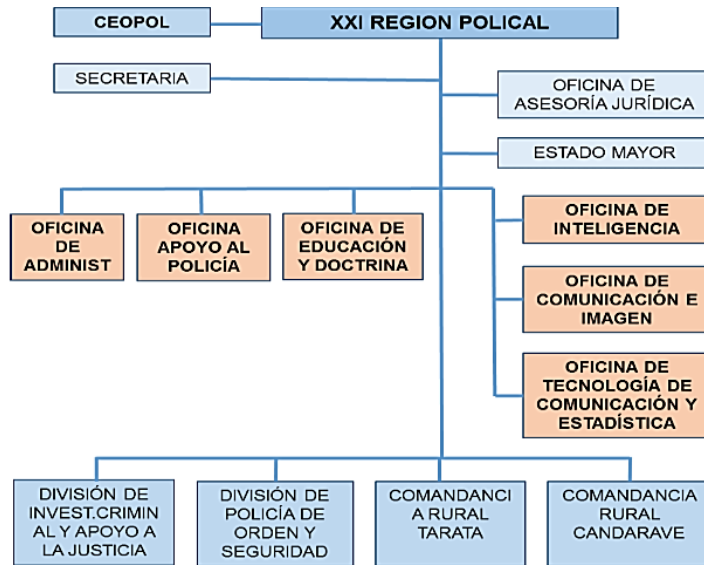 CEOPOL
XXI REGION POLICAL
SECRETARIA
OFICINA DE
ASESORÍA JURÍDICA
ESTADO MAYOR
OFICINA
DE
ADMINIST
OFICINA
APOYO AL
POLICÍA
OFICINA DE
EDUCACIÓN
Y DOCTRINA
OFICINA DE
INTELIGENCIA
OFICINA DE
COMUNICACIÓN E
IMAGEN
OFICINA DE
TECNOLOGÍA DE
COMUNICACIÓN Y
ESTADÍSTICA
DIVISIÓN DE
INVEST.CRIMIN
AL Y APOYO A
LA JUSTICIA
DIVISIÓN DE
POLICÍA DE
ORDEN Y
SEGURIDAD
COMANDANCI
A RURAL
TARATA
COMANDANCIA
RURAL
CANDARAVE